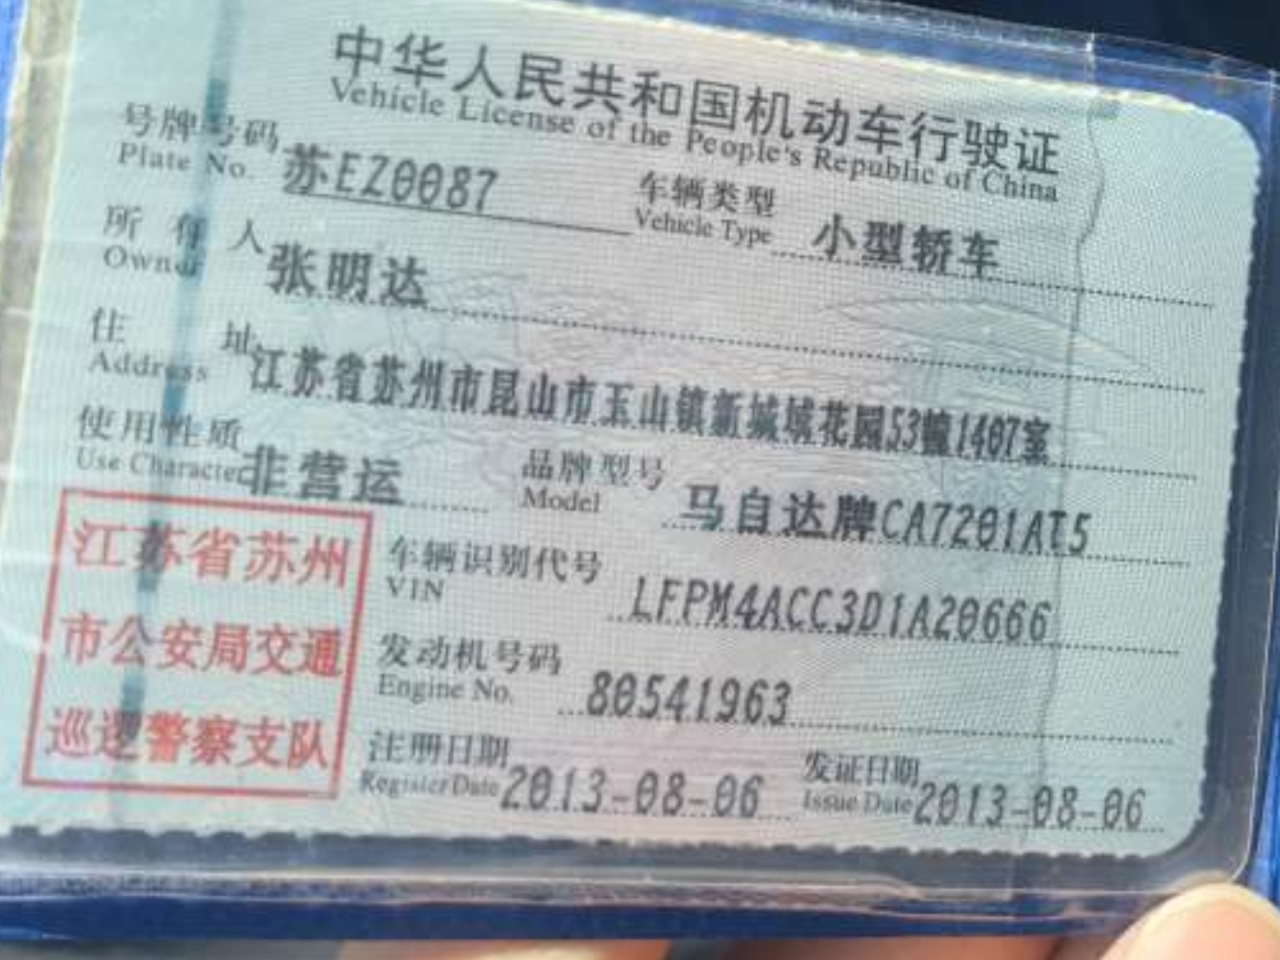 中华人民共和国机动车行驶证
Vehicle License of the People's Republic of China
号牌号码 苏EZ0087 车辆类型 小型轿车
Plate No. Vehicle Type
所有人 张明达
Owner
住址 江苏省苏州市昆山市玉山镇新城域花园53幢1407室
Address
使用性质 非营运 品牌型号 马自达牌CA7201AT5
Use Character Model
江苏省苏州
市公安局交通
巡逻警察支队
车辆识别代号 LFPM4ACC3D1A20666
VIN
发动机号码 80541963
Engine No.
注册日期 2013-08-06 发证日期 2013-08-06
Register Date Issue Date